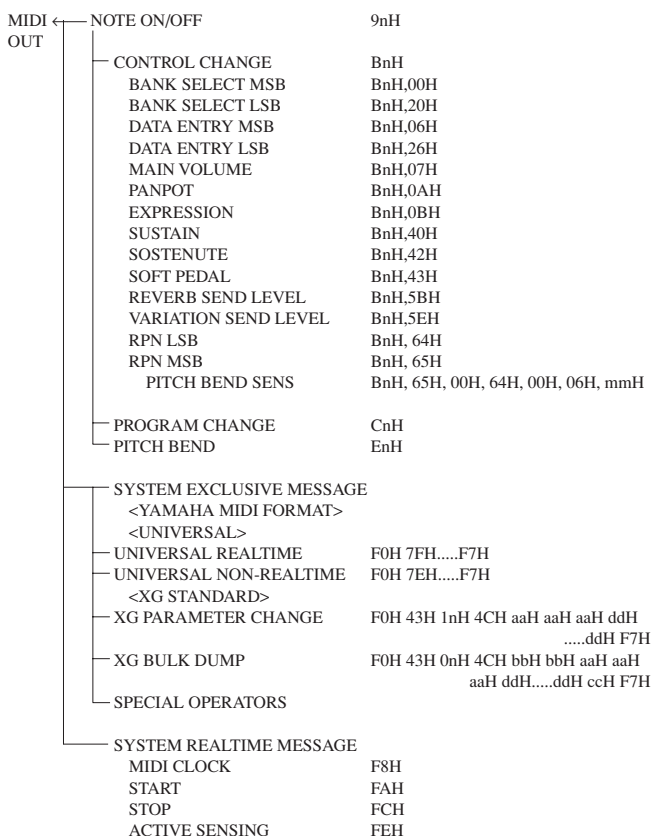 MIDI NOTE ON/OFF 9nH
OUT
CONTROL CHANGE BnH
BANK SELECT MSB BnH,00H
BANK SELECT LSB BnH,20H
DATA ENTRY MSB BnH,06H
DATA ENTRY LSB BnH,26H
MAIN VOLUME BnH,07H
PANPOT BnH,0AH
EXPRESSION BnH,0BH
SUSTAIN BnH,40H
SOSTENUTE BnH,42H
SOFT PEDAL BnH,43H
REVERB SEND LEVEL BnH,5BH
VARIATION SEND LEVEL BnH,5EH
RPN LSB BnH, 64H
RPN MSB BnH, 65H
PITCH BEND SENS BnH, 65H, 00H, 64H, 00H, 06H, mmH
PROGRAM CHANGE CnH
PITCH BEND EnH
SYSTEM EXCLUSIVE MESSAGE
<YAMAHA MIDI FORMAT>
<UNIVERSAL>
UNIVERSAL REALTIME F0H 7FH.....F7H
UNIVERSAL NON-REALTIME F0H 7EH.....F7H
<XG STANDARD>
XG PARAMETER CHANGE F0H 43H 1nH 4CH aaH aaH aaH ddH
.....ddH F7H
XG BULK DUMP F0H 43H 0nH 4CH bbH bbH aaH aaH
aaH ddH.....ddH ccH F7H
SPECIAL OPERATORS
SYSTEM REALTIME MESSAGE
MIDI CLOCK F8H
START FAH
STOP FCH
ACTIVE SENSING FEH